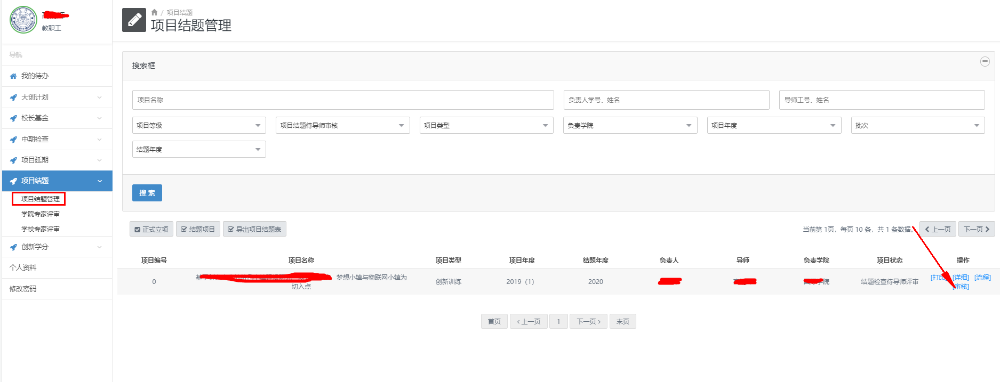 教职工
导航
我的待办
大创计划
校长基金
中期检查
项目延期
项目结题
项目结题管理
学院专家评审
学校专家评审
创新学分
个人资料
修改密码
/ 项目结题
项目结题管理
搜索框
项目名称 负责人学号、姓名 导师工号、姓名
项目等级 项目结题待导师审核 项目类型 负责学院 项目年度 批次
结题年度
搜 索
正式立项 结题项目 导出项目结题表 当前第 1页，每页 10 条，共 1 条数据。 上一页 下一页
项目编号 项目名称 项目类型 项目年度 结题年度 负责人 导师 负责学院 项目状态 操作
0 梦想小镇与物联网小镇为 创新训练 2019（1） 2020 学院 结题检查待导师评审 [打印] [详细] [流程]
切入点 [审核]
首页 ‹ 上一页 1 下一页 › 末页